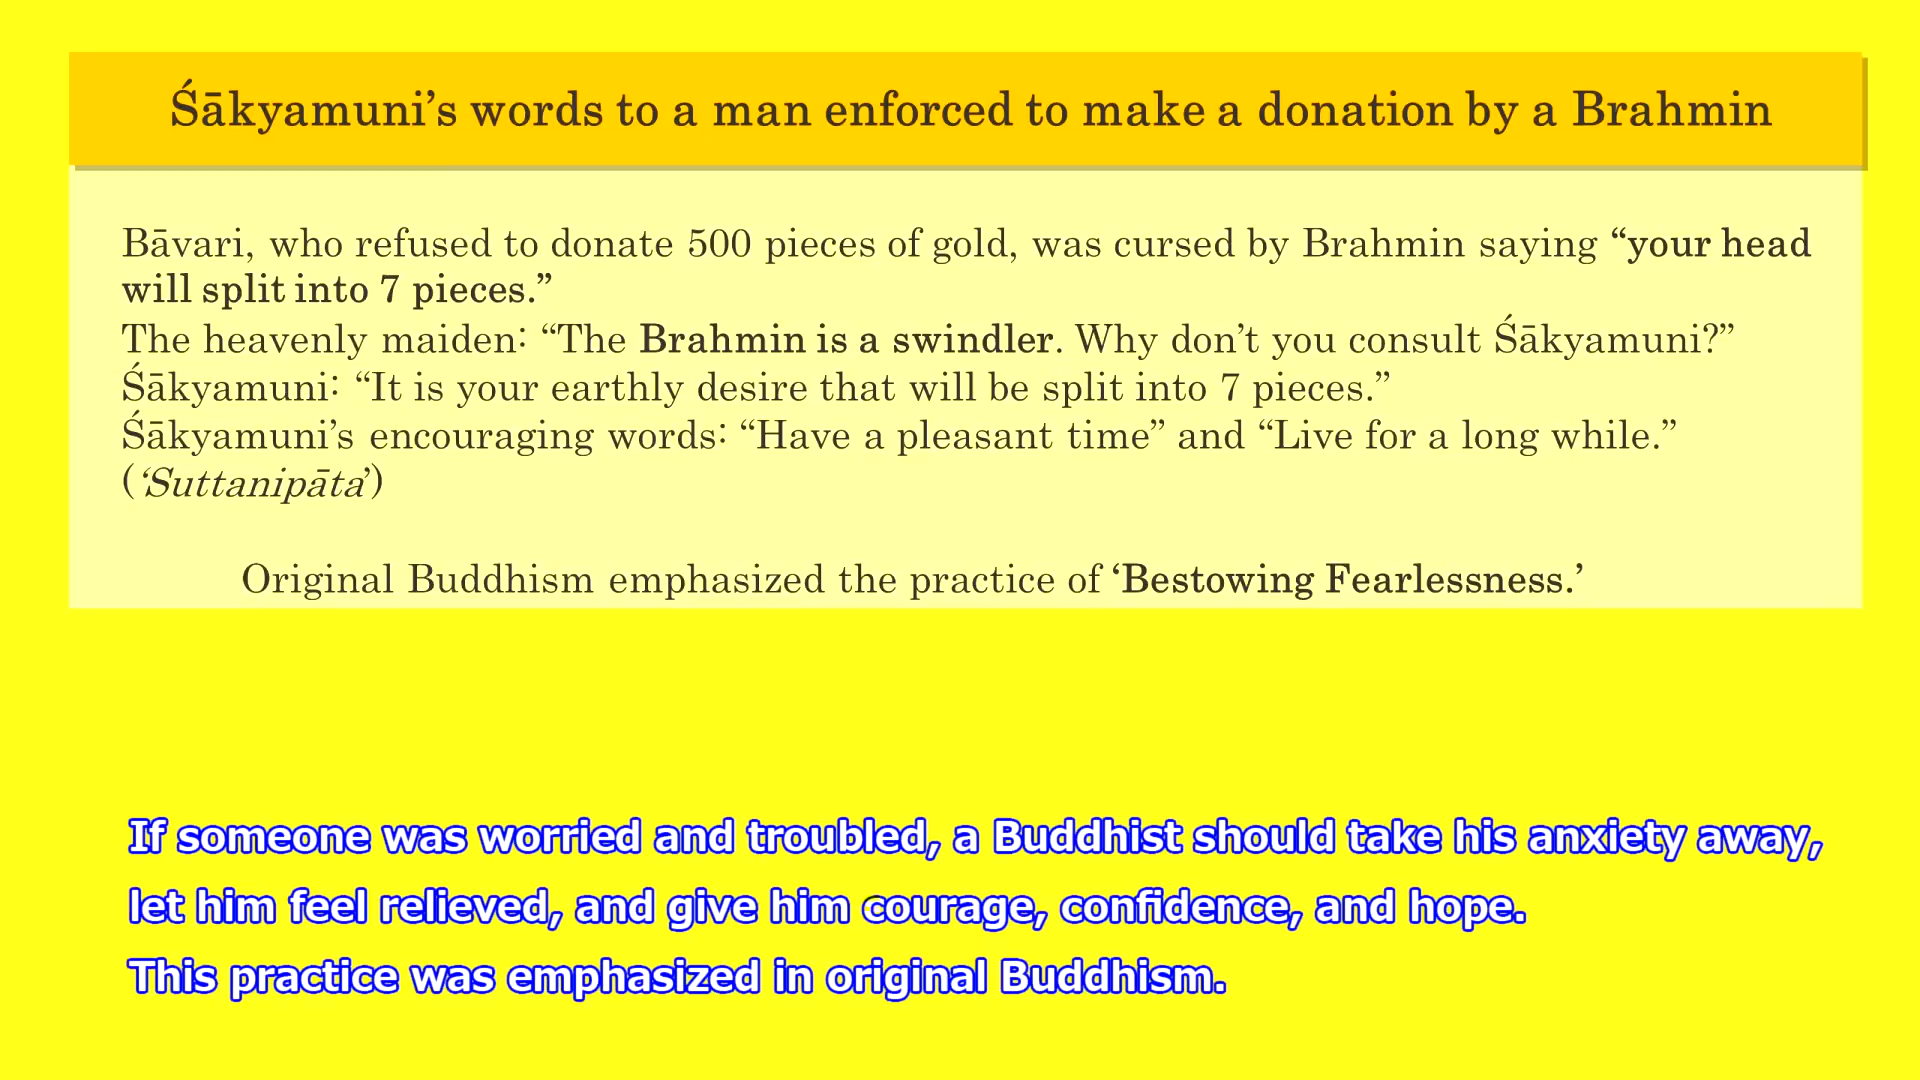 Śākyamuni’s words to a man enforced to make a donation by a Brahmin
Bāvari, who refused to donate 500 pieces of gold, was cursed by Brahmin saying “your head
will split into 7 pieces.”
The heavenly maiden: “The Brahmin is a swindler. Why don’t you consult Śākyamuni?”
Śākyamuni: “It is your earthly desire that will be split into 7 pieces.”
Śākyamuni’s encouraging words: “Have a pleasant time” and “Live for a long while.”
(‘Suttanipāta’)
Original Buddhism emphasized the practice of ‘Bestowing Fearlessness.’
If someone was worried and troubled, a Buddhist should take his anxiety away,
let him feel relieved, and give him courage, confidence, and hope.
This practice was emphasized in original Buddhism.